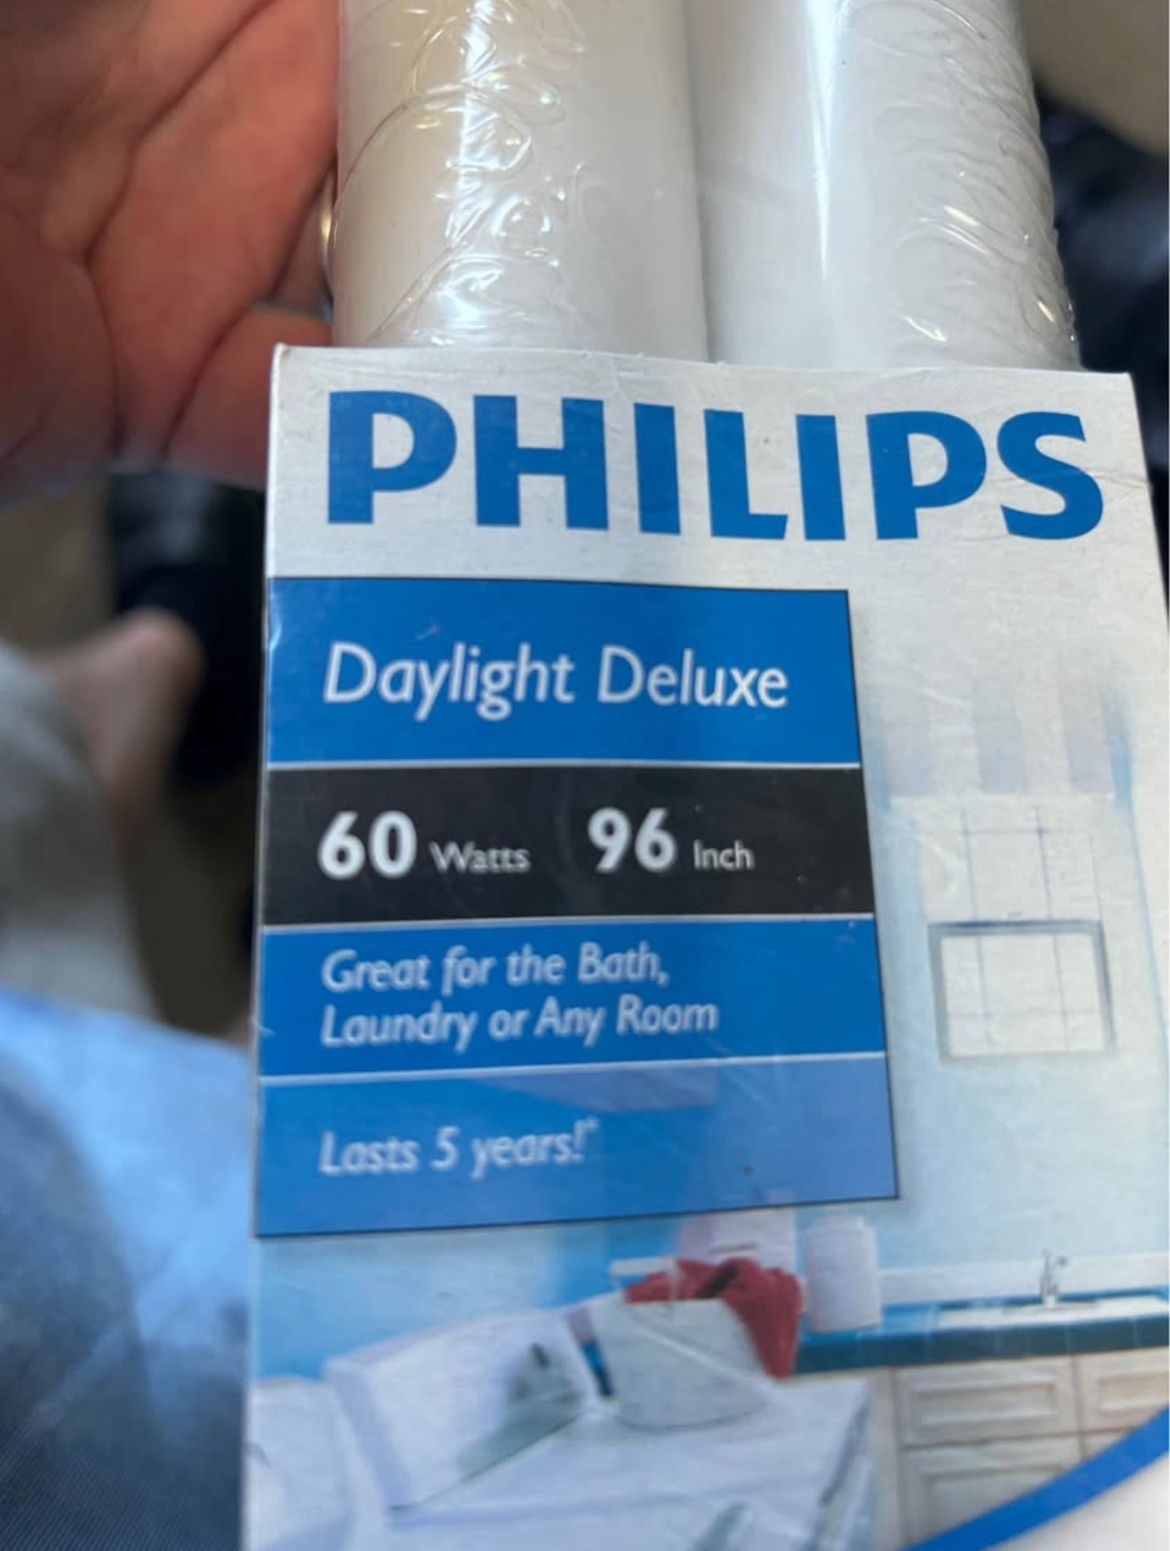 PHILIPS
Daylight Deluxe
60 Watts 96 Inch
Great for the Bath,
Laundry or Any Room
Lasts 5 years!*